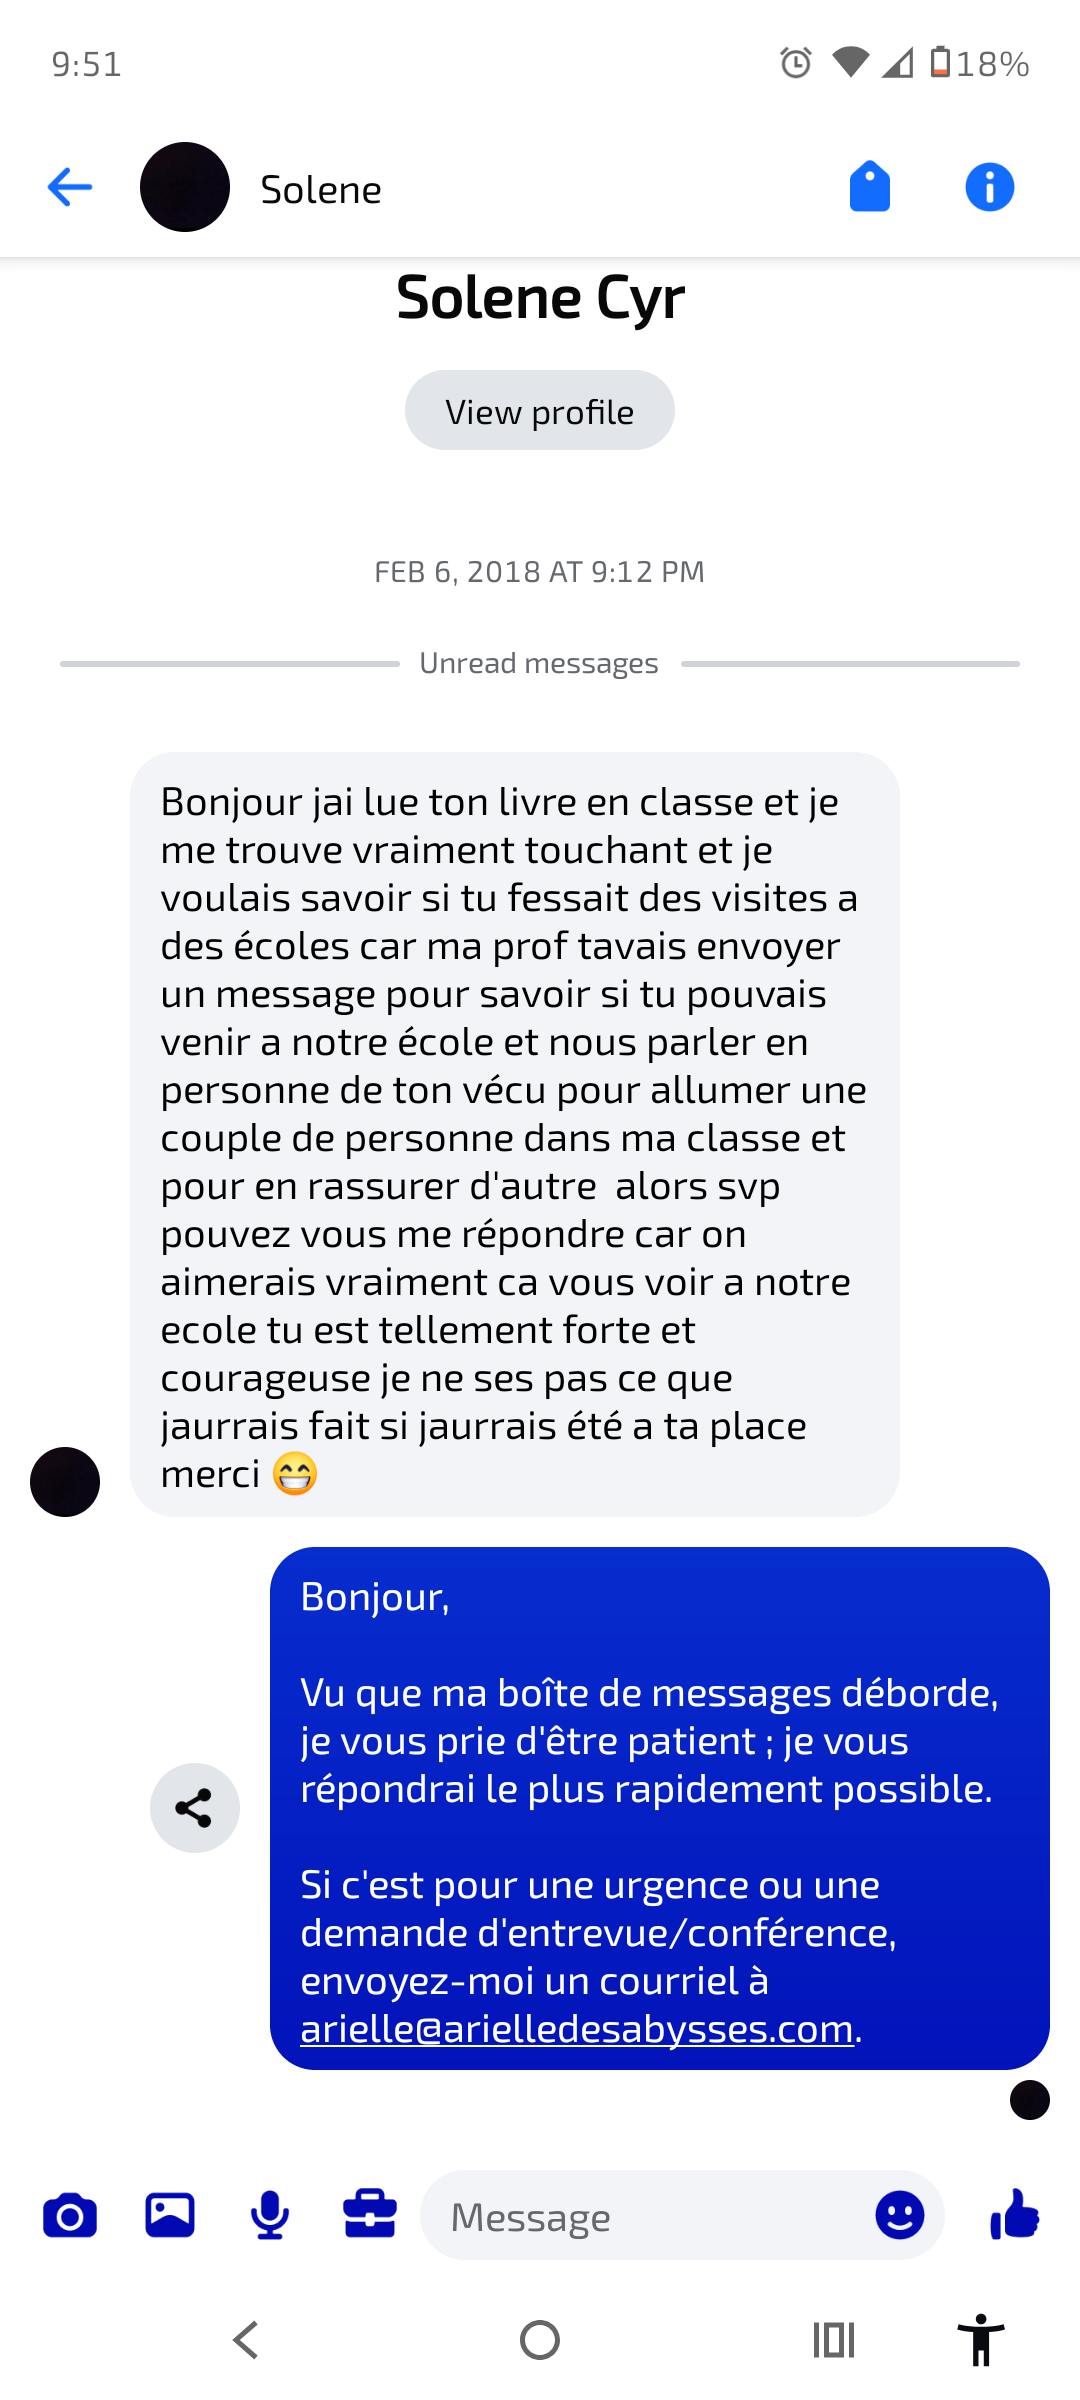 9:51
18%
Solene
Solene Cyr
View profile
FEB 6, 2018 AT 9:12 PM
Unread messages
Bonjour jai lue ton livre en classe et je
me trouve vraiment touchant et je
voulais savoir si tu fessait des visites a
des écoles car ma prof tavais envoyer
un message pour savoir si tu pouvais
venir a notre école et nous parler en
personne de ton vécu pour allumer une
couple de personne dans ma classe et
pour en rassurer d'autre  alors svp
pouvez vous me répondre car on
aimerais vraiment ca vous voir a notre
ecole tu est tellement forte et
courageuse je ne ses pas ce que
jaurrais fait si jaurrais été a ta place
merci 😁
Bonjour,
Vu que ma boîte de messages déborde,
je vous prie d'être patient ; je vous
répondrai le plus rapidement possible.
Si c'est pour une urgence ou une
demande d'entrevue/conférence,
envoyez-moi un courriel à
arielle@arielledesabysses.com.
Message